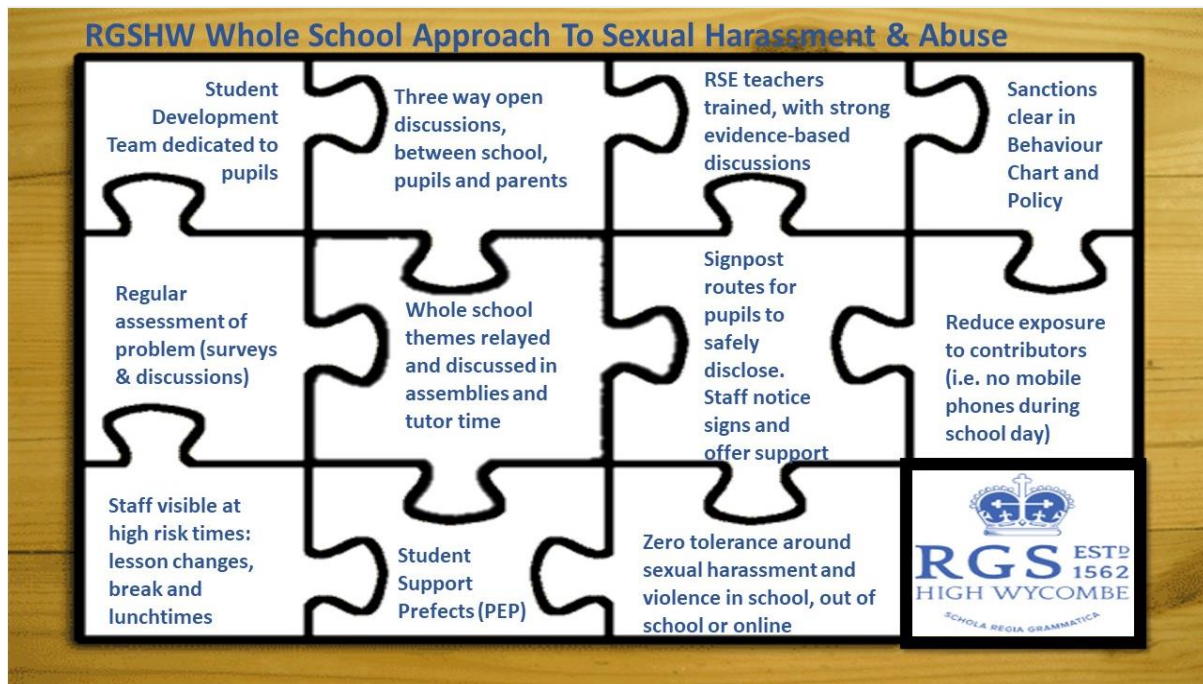 RGSHW Whole School Approach To Sexual Harassment & Abuse
Student
Development
Team dedicated to
pupils
Three way open
discussions,
between school,
pupils and parents
RSE teachers
trained, with strong
evidence-based
discussions
Sanctions
clear in
Behaviour
Chart and
Policy
Regular
assessment of
problem (surveys
& discussions)
Whole school
themes relayed
and discussed in
assemblies and
tutor time
Signpost
routes for
pupils to
safely
disclose.
Staff notice
signs and
offer support
Reduce exposure
to contributors
(i.e. no mobile
phones during
school day)
Staff visible at
high risk times:
lesson changes,
break and
lunchtimes
Student
Support
Prefects (PEP)
Zero tolerance around
sexual harassment and
violence in school, out of
school or online
RGS ESTD 1562
HIGH WYCOMBE
SCHOLA REGIA GRAMMATICA